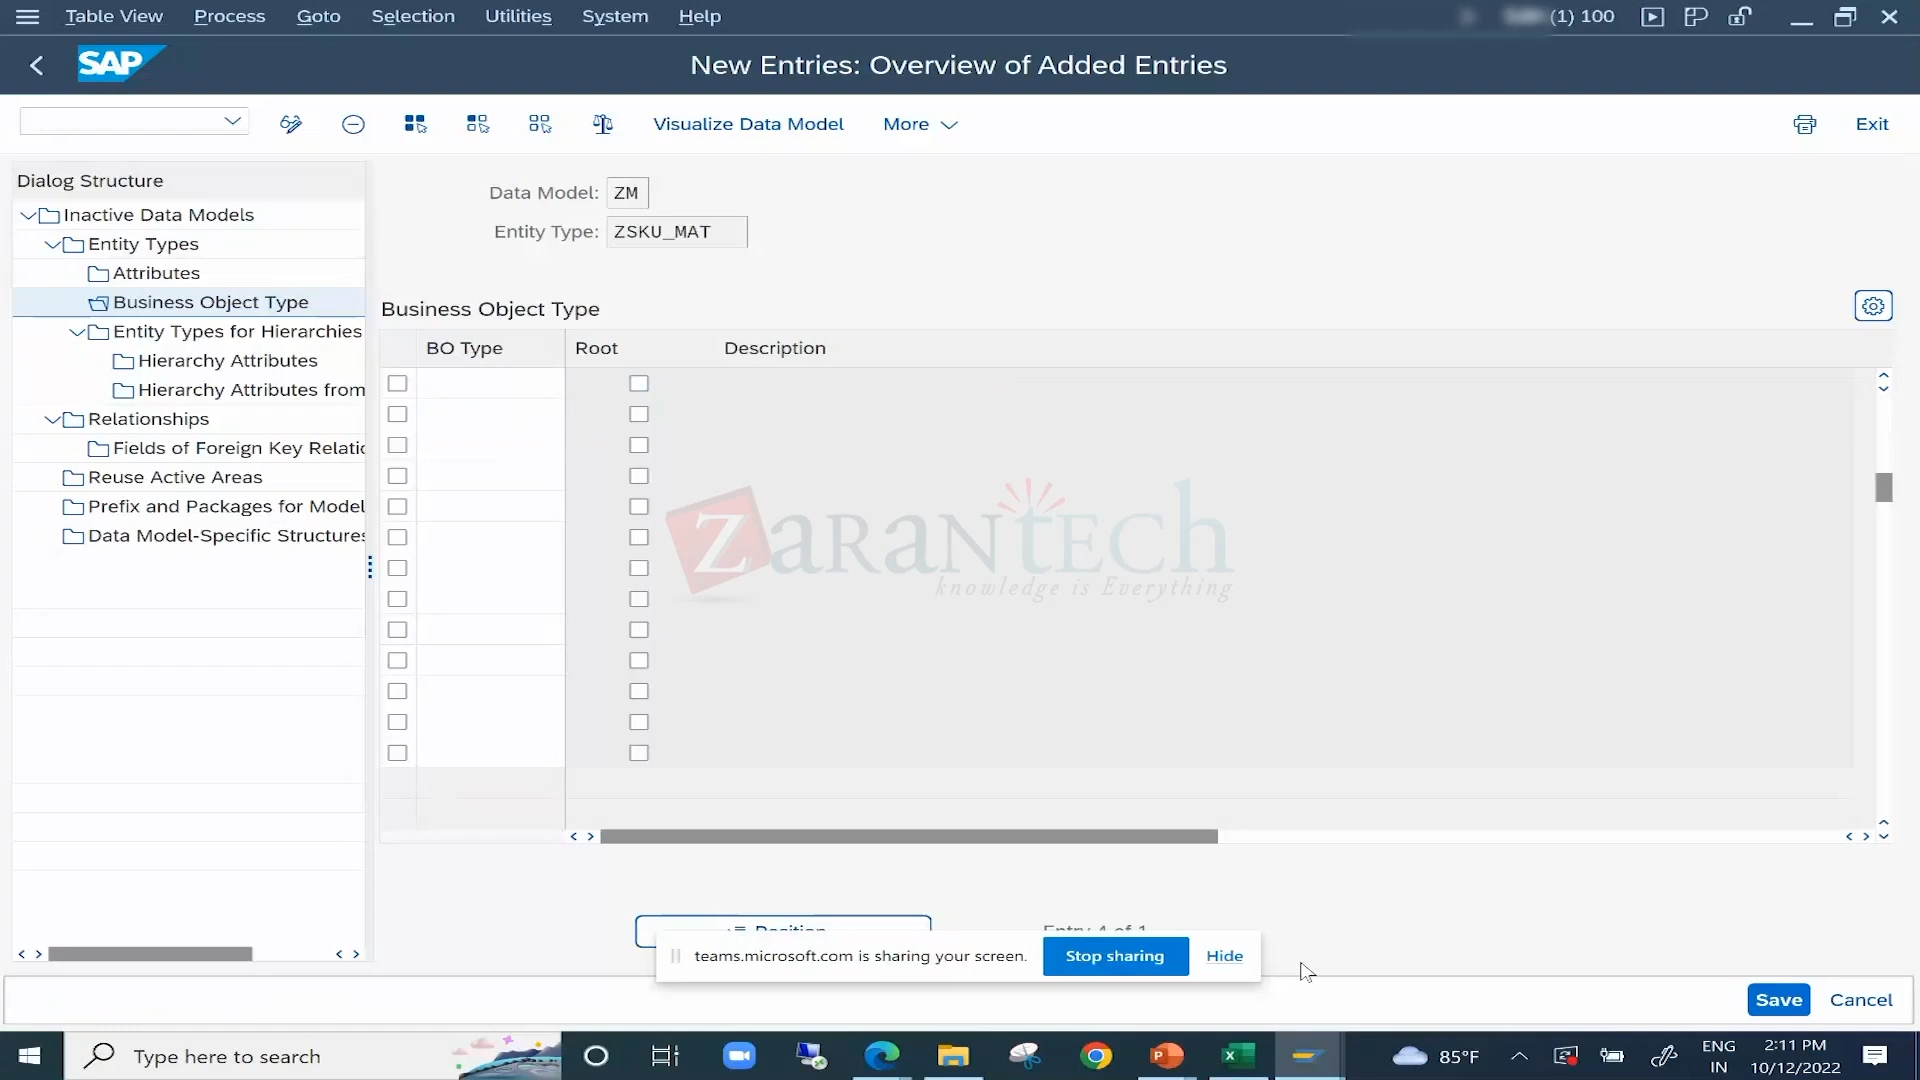 Table View Process Goto Selection Utilities System Help (1) 100
SAP New Entries: Overview of Added Entries
Visualize Data Model More Exit
Dialog Structure
Inactive Data Models
Entity Types
Attributes
Business Object Type
Entity Types for Hierarchies
Hierarchy Attributes
Hierarchy Attributes from
Relationships
Fields of Foreign Key Relatic
Reuse Active Areas
Prefix and Packages for Model
Data Model-Specific Structures
Data Model: ZM
Entity Type: ZSKU_MAT
Business Object Type
BO Type Root Description
ZaranTech
knowledge is Everything
Position Entry 4 of 1
teams.microsoft.com is sharing your screen. Stop sharing Hide
Save Cancel
Type here to search
85°F
ENG
IN
2:11 PM
10/12/2022